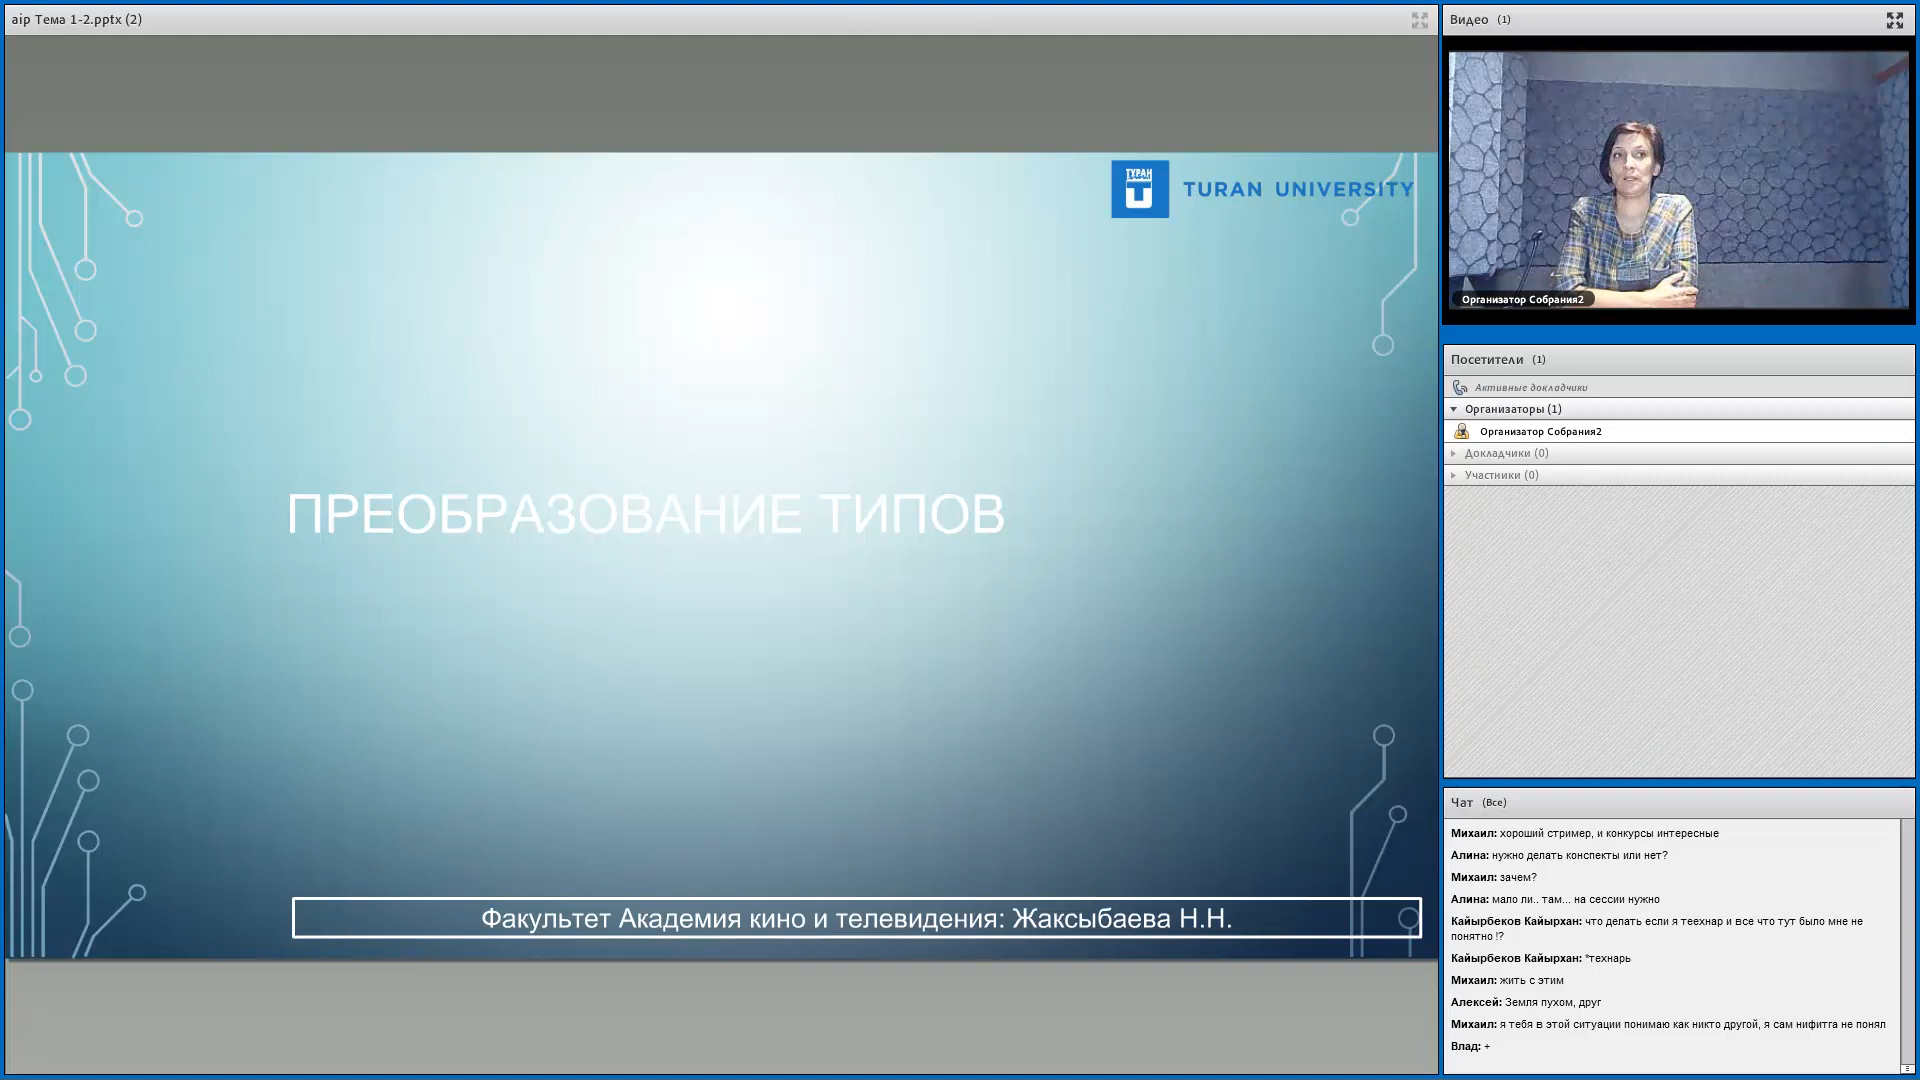 aip Тема 1-2.pptx (2)
ТУРАН
TURAN UNIVERSITY
ПРЕОБРАЗОВАНИЕ ТИПОВ
Факультет Академия кино и телевидения: Жаксыбаева Н.Н.
Видео (1)
Организатор Собрания2
Посетители (1)
Активные докладчики
Организаторы (1)
Организатор Собрания2
Докладчики (0)
Участники (0)
Чат (Все)
Михаил: хороший стример, и конкурсы интересные
Алина: нужно делать конспекты или нет?
Михаил: зачем?
Алина: мало ли.. там... на сессии нужно
Кайырбеков Кайырхан: что делать если я теехнар и все что тут было мне не
понятно !?
Кайырбеков Кайырхан: *технарь
Михаил: жить с этим
Алексей: Земля пухом, друг
Михаил: я тебя в этой ситуации понимаю как никто другой, я сам нифитга не понял
Влад: +